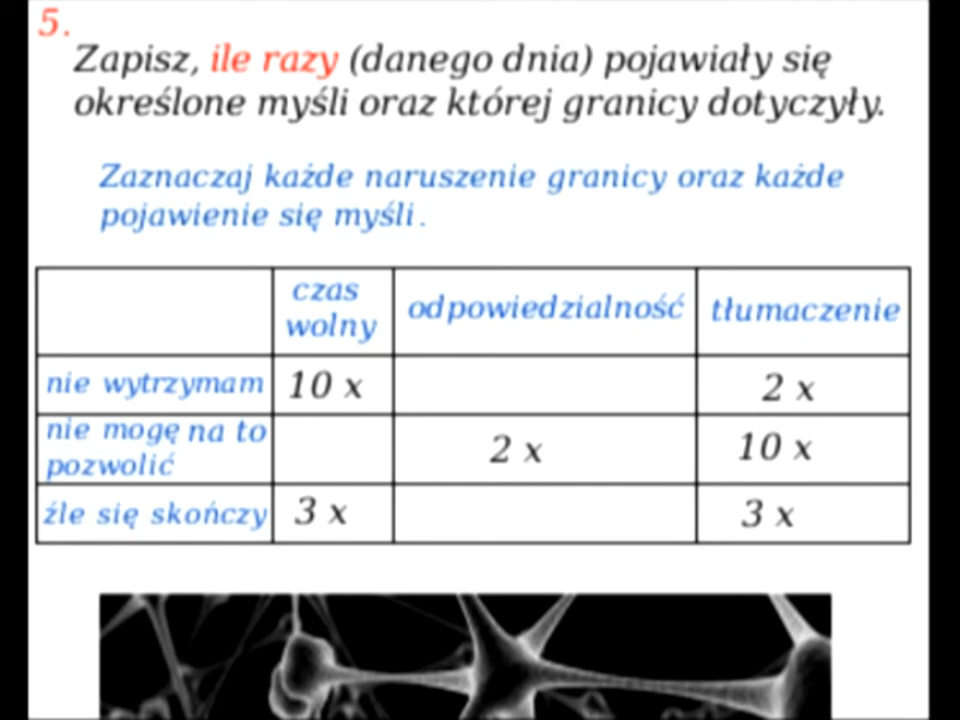 5.
Zapisz, ile razy (danego dnia) pojawiały się
określone myśli oraz której granicy dotyczyły.
Zaznaczaj każde naruszenie granicy oraz każde
pojawienie się myśli.
czas wolny odpowiedzialność tłumaczenie
nie wytrzymam 10 x 2 x
nie mogę na to pozwolić 2 x 10 x
źle się skończy 3 x 3 x